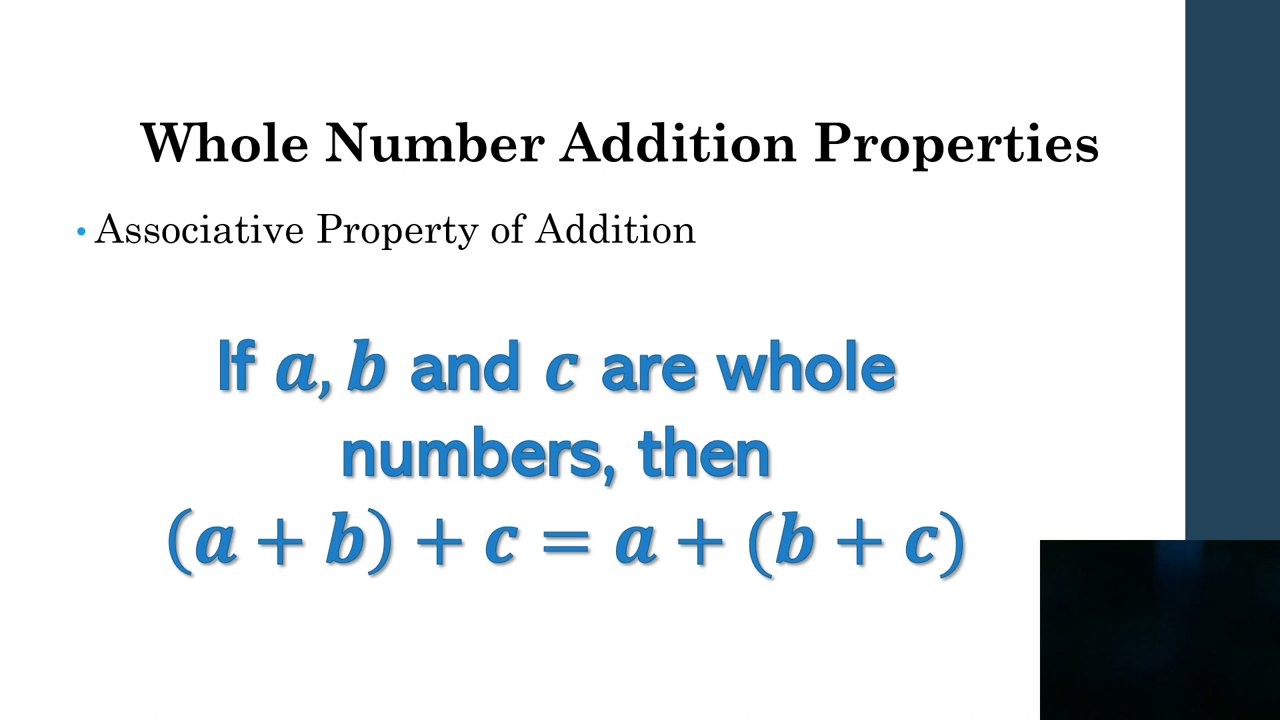 Whole Number Addition Properties
• Associative Property of Addition
If a, b and c are whole
numbers, then
(a + b) + c = a + (b + c)